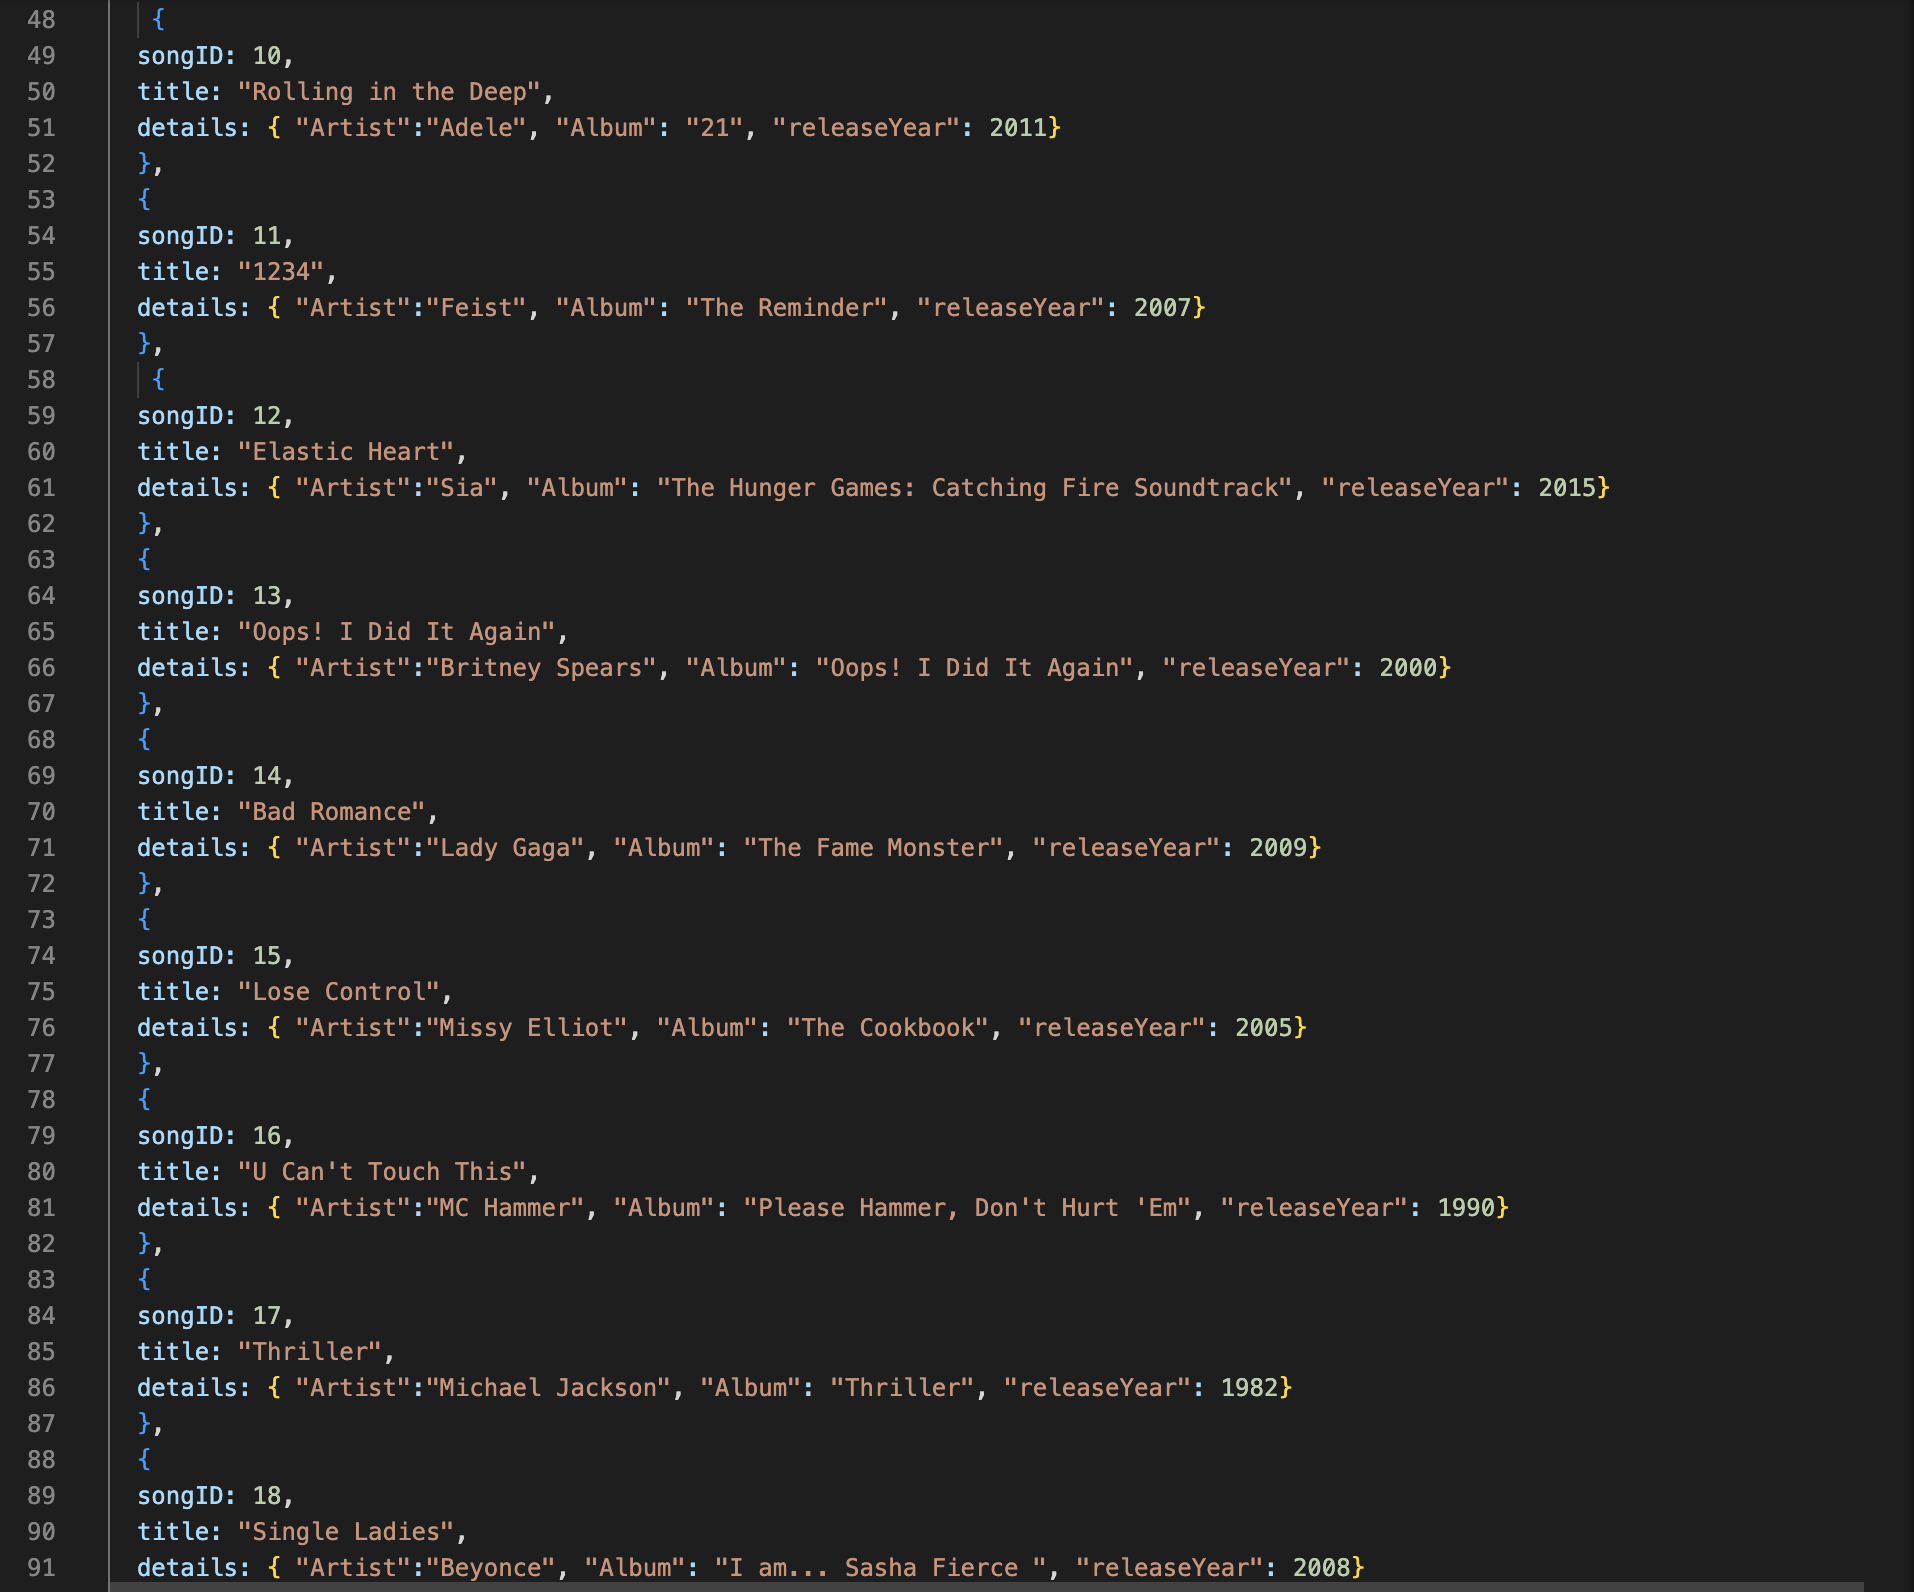 48 {
49 songID: 10,
50 title: "Rolling in the Deep",
51 details: { "Artist":"Adele", "Album": "21", "releaseYear": 2011}
52 },
53 {
54 songID: 11,
55 title: "1234",
56 details: { "Artist":"Feist", "Album": "The Reminder", "releaseYear": 2007}
57 },
58 {
59 songID: 12,
60 title: "Elastic Heart",
61 details: { "Artist":"Sia", "Album": "The Hunger Games: Catching Fire Soundtrack", "releaseYear": 2015}
62 },
63 {
64 songID: 13,
65 title: "Oops! I Did It Again",
66 details: { "Artist":"Britney Spears", "Album": "Oops! I Did It Again", "releaseYear": 2000}
67 },
68 {
69 songID: 14,
70 title: "Bad Romance",
71 details: { "Artist":"Lady Gaga", "Album": "The Fame Monster", "releaseYear": 2009}
72 },
73 {
74 songID: 15,
75 title: "Lose Control",
76 details: { "Artist":"Missy Elliot", "Album": "The Cookbook", "releaseYear": 2005}
77 },
78 {
79 songID: 16,
80 title: "U Can't Touch This",
81 details: { "Artist":"MC Hammer", "Album": "Please Hammer, Don't Hurt 'Em", "releaseYear": 1990}
82 },
83 {
84 songID: 17,
85 title: "Thriller",
86 details: { "Artist":"Michael Jackson", "Album": "Thriller", "releaseYear": 1982}
87 },
88 {
89 songID: 18,
90 title: "Single Ladies",
91 details: { "Artist":"Beyonce", "Album": "I am... Sasha Fierce ", "releaseYear": 2008}